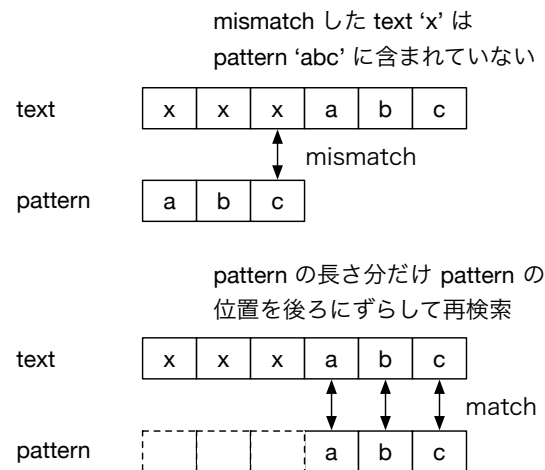 mismatch した text ‘x’ は
pattern ‘abc’ に含まれていない
text x x x a b c
mismatch
pattern a b c
pattern の長さ分だけ pattern の
位置を後ろにずらして再検索
text x x x a b c
match
pattern a b c